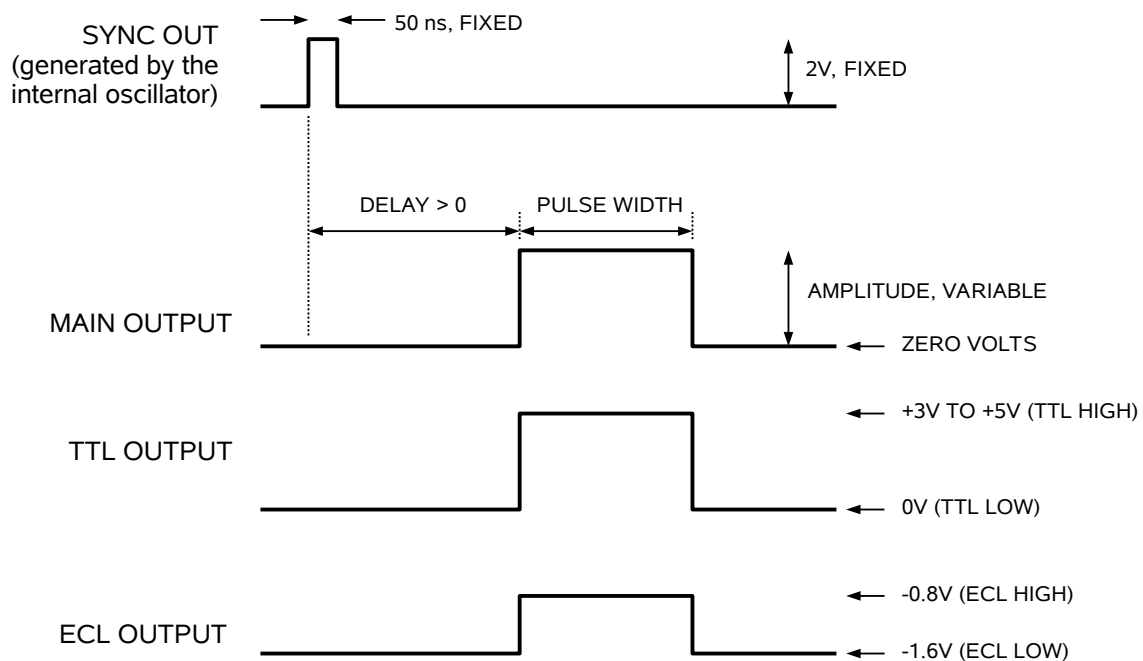 50 ns, FIXED
SYNC OUT
(generated by the
internal oscillator)
2V, FIXED
DELAY > 0
PULSE WIDTH
AMPLITUDE, VARIABLE
MAIN OUTPUT
ZERO VOLTS
+3V TO +5V (TTL HIGH)
TTL OUTPUT
0V (TTL LOW)
-0.8V (ECL HIGH)
ECL OUTPUT
-1.6V (ECL LOW)